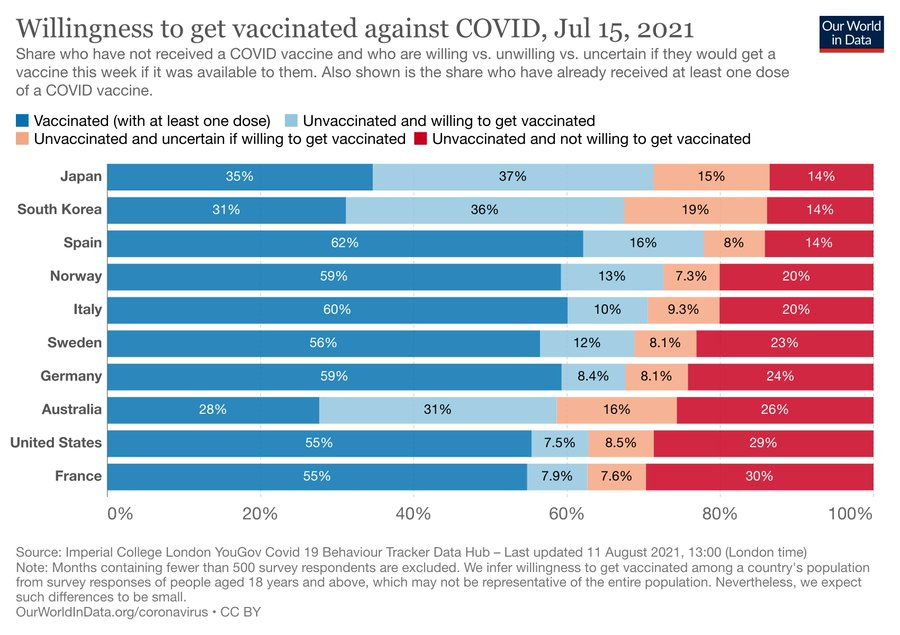 Willingness to get vaccinated against COVID, Jul 15, 2021
Our World
in Data
Share who have not received a COVID vaccine and who are willing vs. unwilling vs. uncertain if they would get a
vaccine this week if it was available to them. Also shown is the share who have already received at least one dose
of a COVID vaccine.
Vaccinated (with at least one dose) Unvaccinated and willing to get vaccinated
Unvaccinated and uncertain if willing to get vaccinated Unvaccinated and not willing to get vaccinated
Japan 35% 37% 15% 14%
South Korea 31% 36% 19% 14%
Spain 62% 16% 8% 14%
Norway 59% 13% 7.3% 20%
Italy 60% 10% 9.3% 20%
Sweden 56% 12% 8.1% 23%
Germany 59% 8.4% 8.1% 24%
Australia 28% 31% 16% 26%
United States 55% 7.5% 8.5% 29%
France 55% 7.9% 7.6% 30%
0% 20% 40% 60% 80% 100%
Source: Imperial College London YouGov Covid 19 Behaviour Tracker Data Hub – Last updated 11 August 2021, 13:00 (London time)
Note: Months containing fewer than 500 survey respondents are excluded. We infer willingness to get vaccinated among a country's population
from survey responses of people aged 18 years and above, which may not be representative of the entire population. Nevertheless, we expect
such differences to be small.
OurWorldInData.org/coronavirus • CC BY